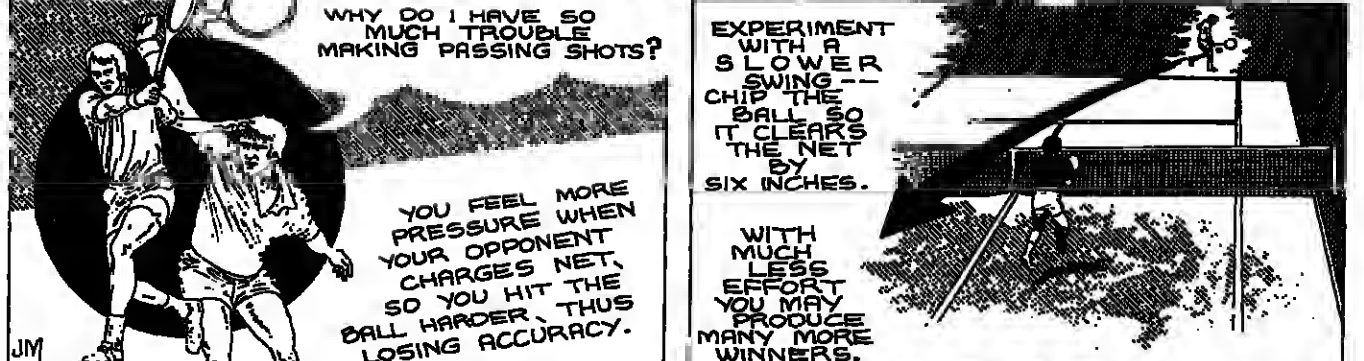 WHY DO I HAVE SO
MUCH TROUBLE
MAKING PASSING SHOTS?
YOU FEEL MORE
PRESSURE WHEN
YOUR OPPONENT
CHARGES NET,
SO YOU HIT THE
BALL HARDER, THUS
LOSING ACCURACY.
JM
EXPERIMENT
WITH A
SLOWER
SWING --
CHIP THE
BALL SO
IT CLEARS
THE NET
BY
SIX INCHES.
WITH
MUCH
LESS
EFFORT
YOU MAY
PRODUCE
MANY MORE
WINNERS.